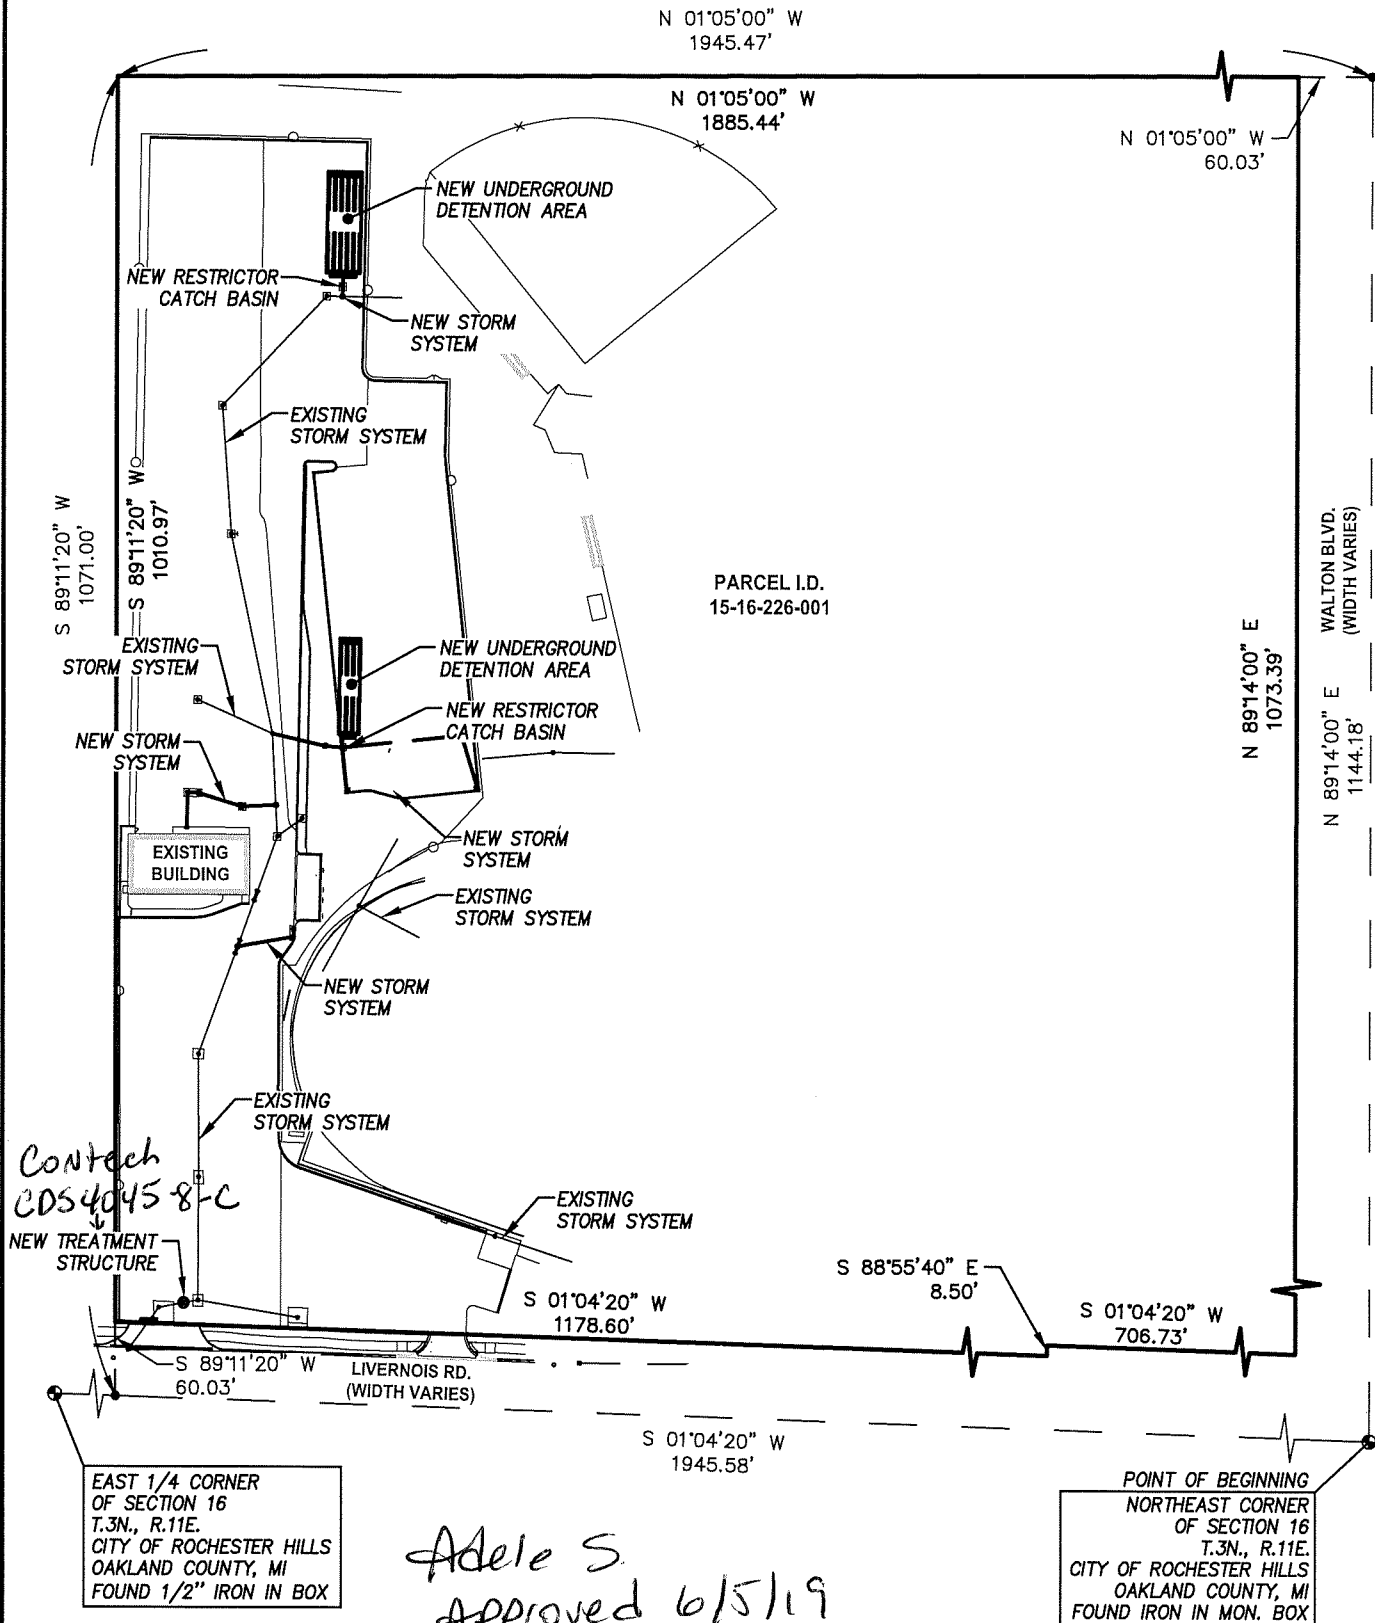 N 01°05'00" W
1945.47'
N 01°05'00" W
1885.44'
N 01°05'00" W
60.03'
NEW UNDERGROUND
DETENTION AREA
NEW RESTRICTOR
CATCH BASIN
NEW STORM
SYSTEM
EXISTING
STORM SYSTEM
S 89°11'20" W
1071.00'
S 89°11'20" W
1010.97'
PARCEL I.D.
15-16-226-001
WALTON BLVD.
(WIDTH VARIES)
N 89°14'00" E
1073.39'
N 89°14'00" E
1144.18'
EXISTING
STORM SYSTEM
NEW UNDERGROUND
DETENTION AREA
NEW RESTRICTOR
CATCH BASIN
NEW STORM
SYSTEM
NEW STORM
SYSTEM
EXISTING
BUILDING
EXISTING
STORM SYSTEM
NEW STORM
SYSTEM
EXISTING
STORM SYSTEM
Contech
CDS4045-8-C
NEW TREATMENT
STRUCTURE
EXISTING
STORM SYSTEM
S 88°55'40" E
8.50'
S 01°04'20" W
1178.60'
S 01°04'20" W
706.73'
S 89°11'20" W
60.03'
LIVERNOIS RD.
(WIDTH VARIES)
S 01°04'20" W
1945.58'
EAST 1/4 CORNER
OF SECTION 16
T.3N., R.11E.
CITY OF ROCHESTER HILLS
OAKLAND COUNTY, MI
FOUND 1/2" IRON IN BOX
POINT OF BEGINNING
NORTHEAST CORNER
OF SECTION 16
T.3N., R.11E.
CITY OF ROCHESTER HILLS
OAKLAND COUNTY, MI
FOUND IRON IN MON. BOX
Adele S.
Approved 6/5/19